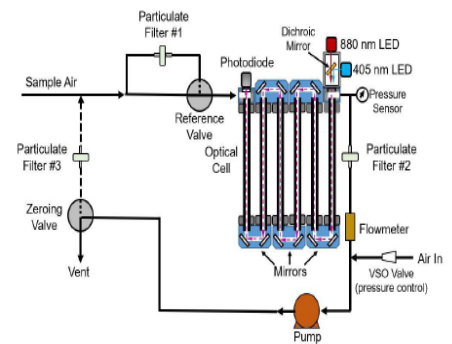 Particulate
Filter #1
Dichroic
Mirror
880 nm LED
Photodiode
405 nm LED
Sample Air
Pressure
Sensor
Reference
Valve
Optical
Cell
Particulate
Filter #3
Particulate
Filter #2
Zeroing
Valve
Flowmeter
Air In
Vent
Mirrors
VSO Valve
(pressure control)
Pump